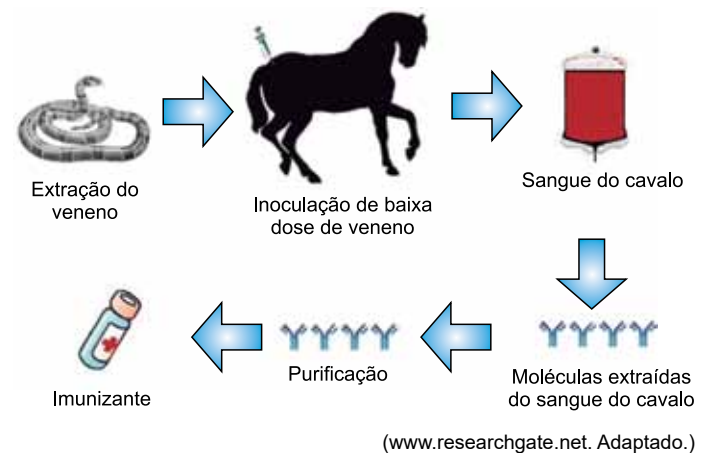 Extração do
veneno
Inoculação de baixa
dose de veneno
Sangue do cavalo
Moléculas extraídas
do sangue do cavalo
Purificação
Imunizante
(www.researchgate.net. Adaptado.)